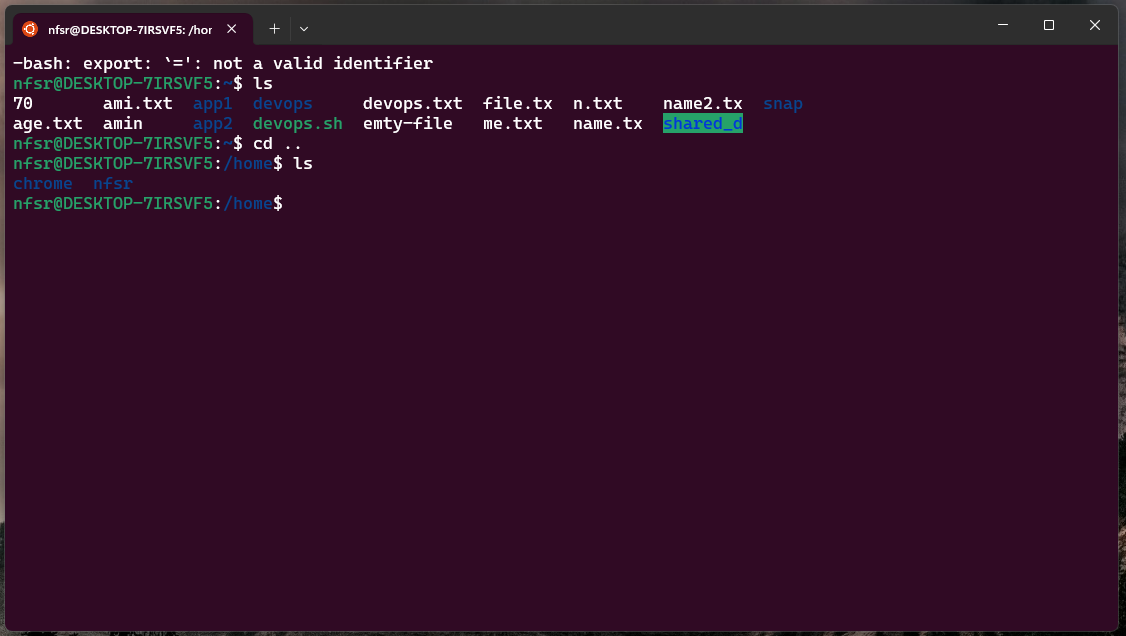 nfsr@DESKTOP-7IRSVF5: /hor
-bash: export: `=': not a valid identifier
nfsr@DESKTOP-7IRSVF5:~$ ls
70       ami.txt  app1  devops     devops.txt  file.tx  n.txt    name2.tx  snap
age.txt  amin     app2  devops.sh  emty-file   me.txt   name.tx  shared_d
nfsr@DESKTOP-7IRSVF5:~$ cd ..
nfsr@DESKTOP-7IRSVF5:/home$ ls
chrome  nfsr
nfsr@DESKTOP-7IRSVF5:/home$